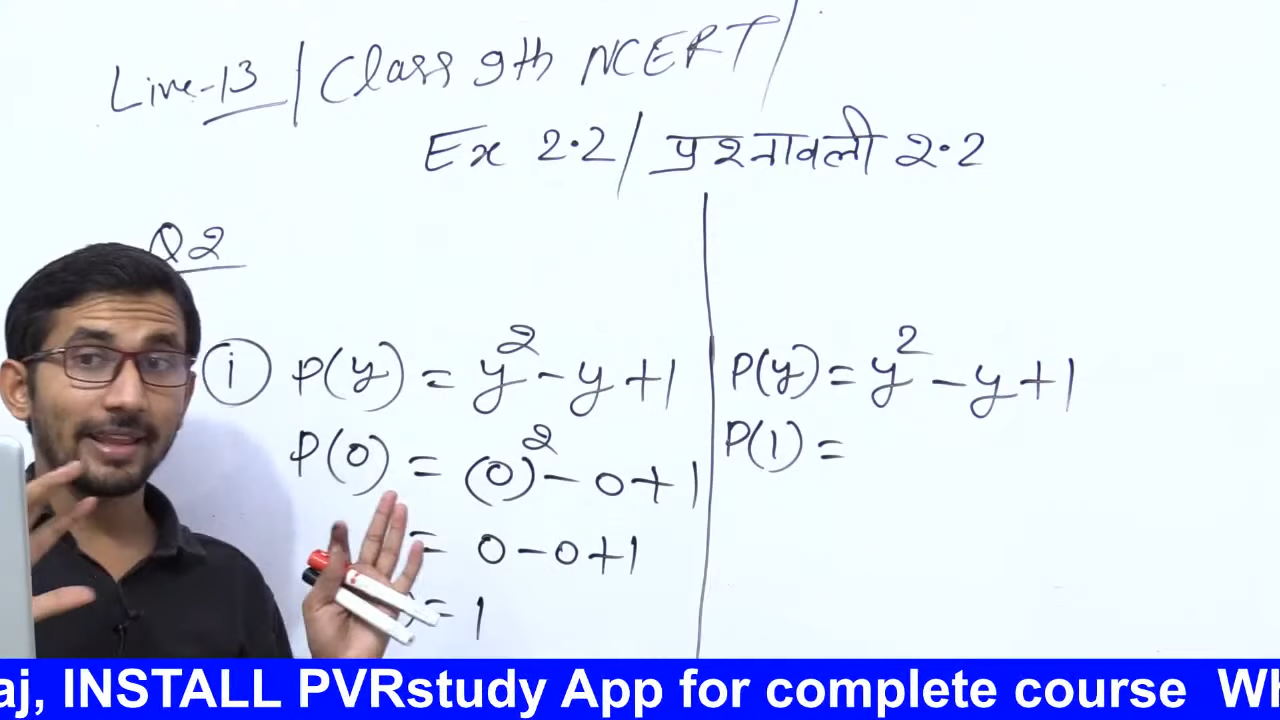 Live-13 / Class 9th NCERT /
Ex 2.2 / प्रश्नावली 2.2
Q2
(i) P(y) = y² - y + 1
P(0) = (0)² - 0 + 1
= 0 - 0 + 1
) = 1
P(y) = y² - y + 1
P(1) =
aj, INSTALL PVRstudy App for complete course Wh